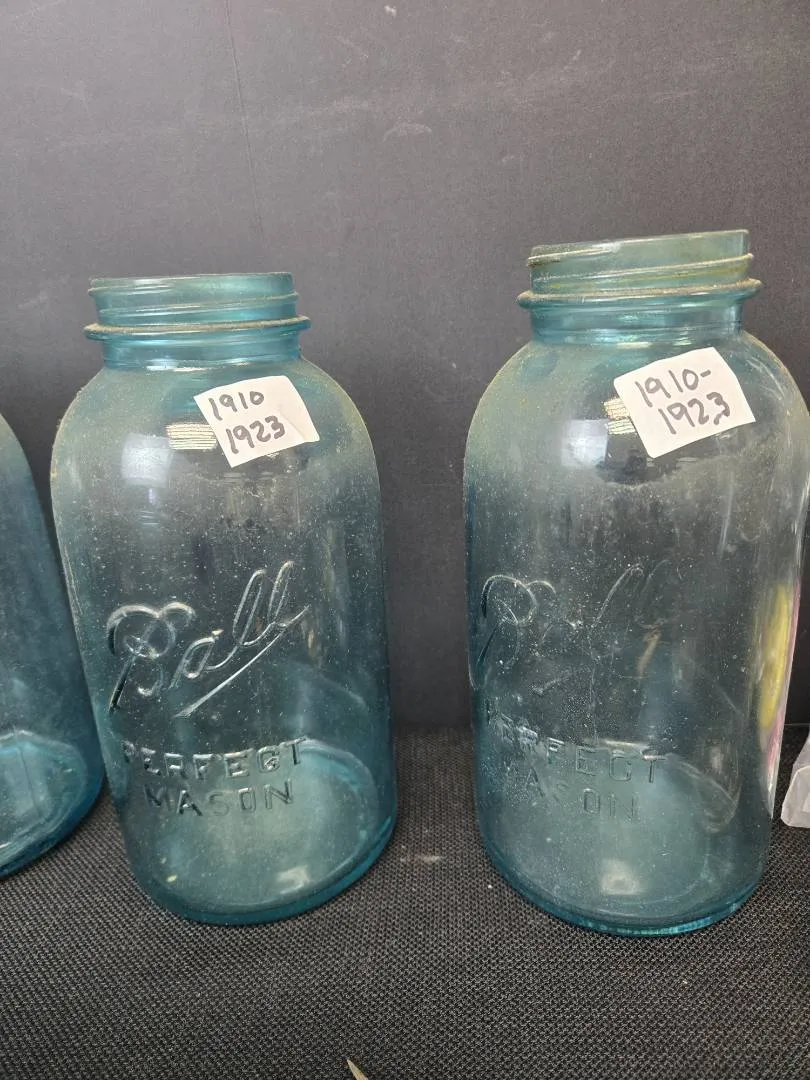 1910
1923
Ball
PERFECT
MASON
1910-
1923
Ball
PERFECT
MASON